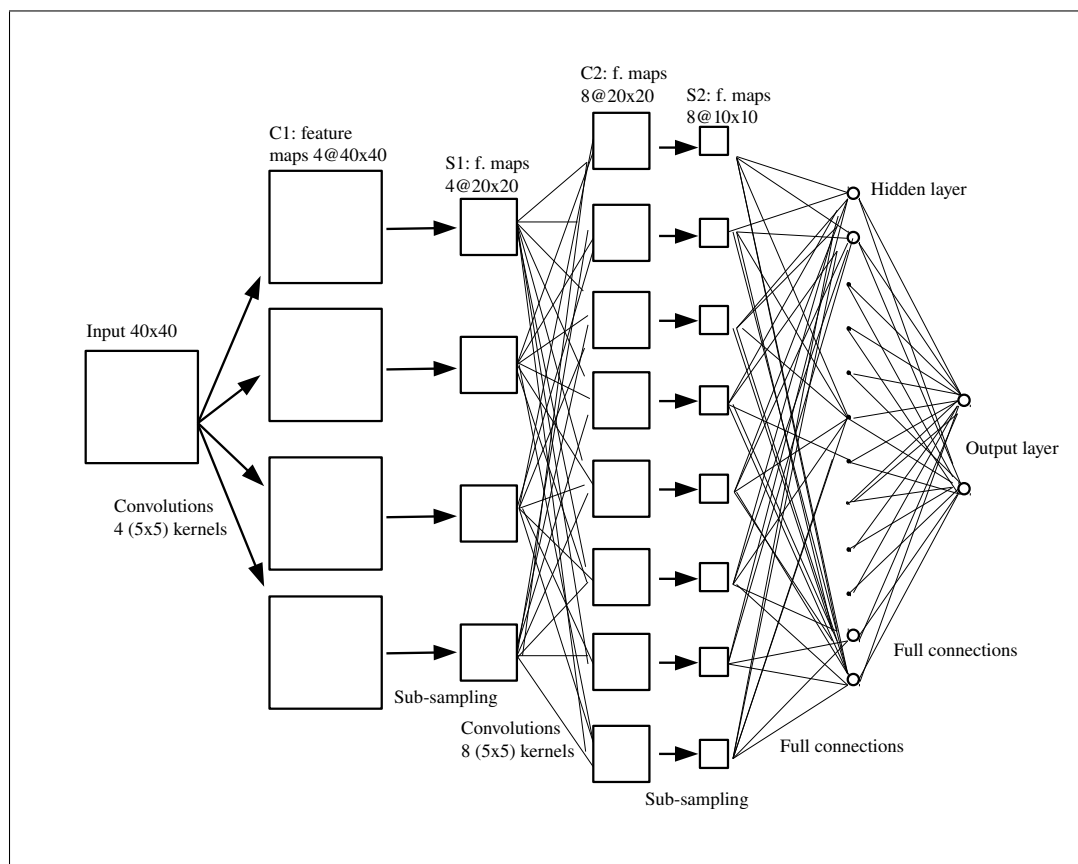 Input 40x40
Convolutions
4 (5x5) kernels
C1: feature
maps 4@40x40
S1: f. maps
4@20x20
Sub-sampling
Convolutions
8 (5x5) kernels
C2: f. maps
8@20x20
S2: f. maps
8@10x10
Sub-sampling
Hidden layer
Full connections
Full connections
Output layer